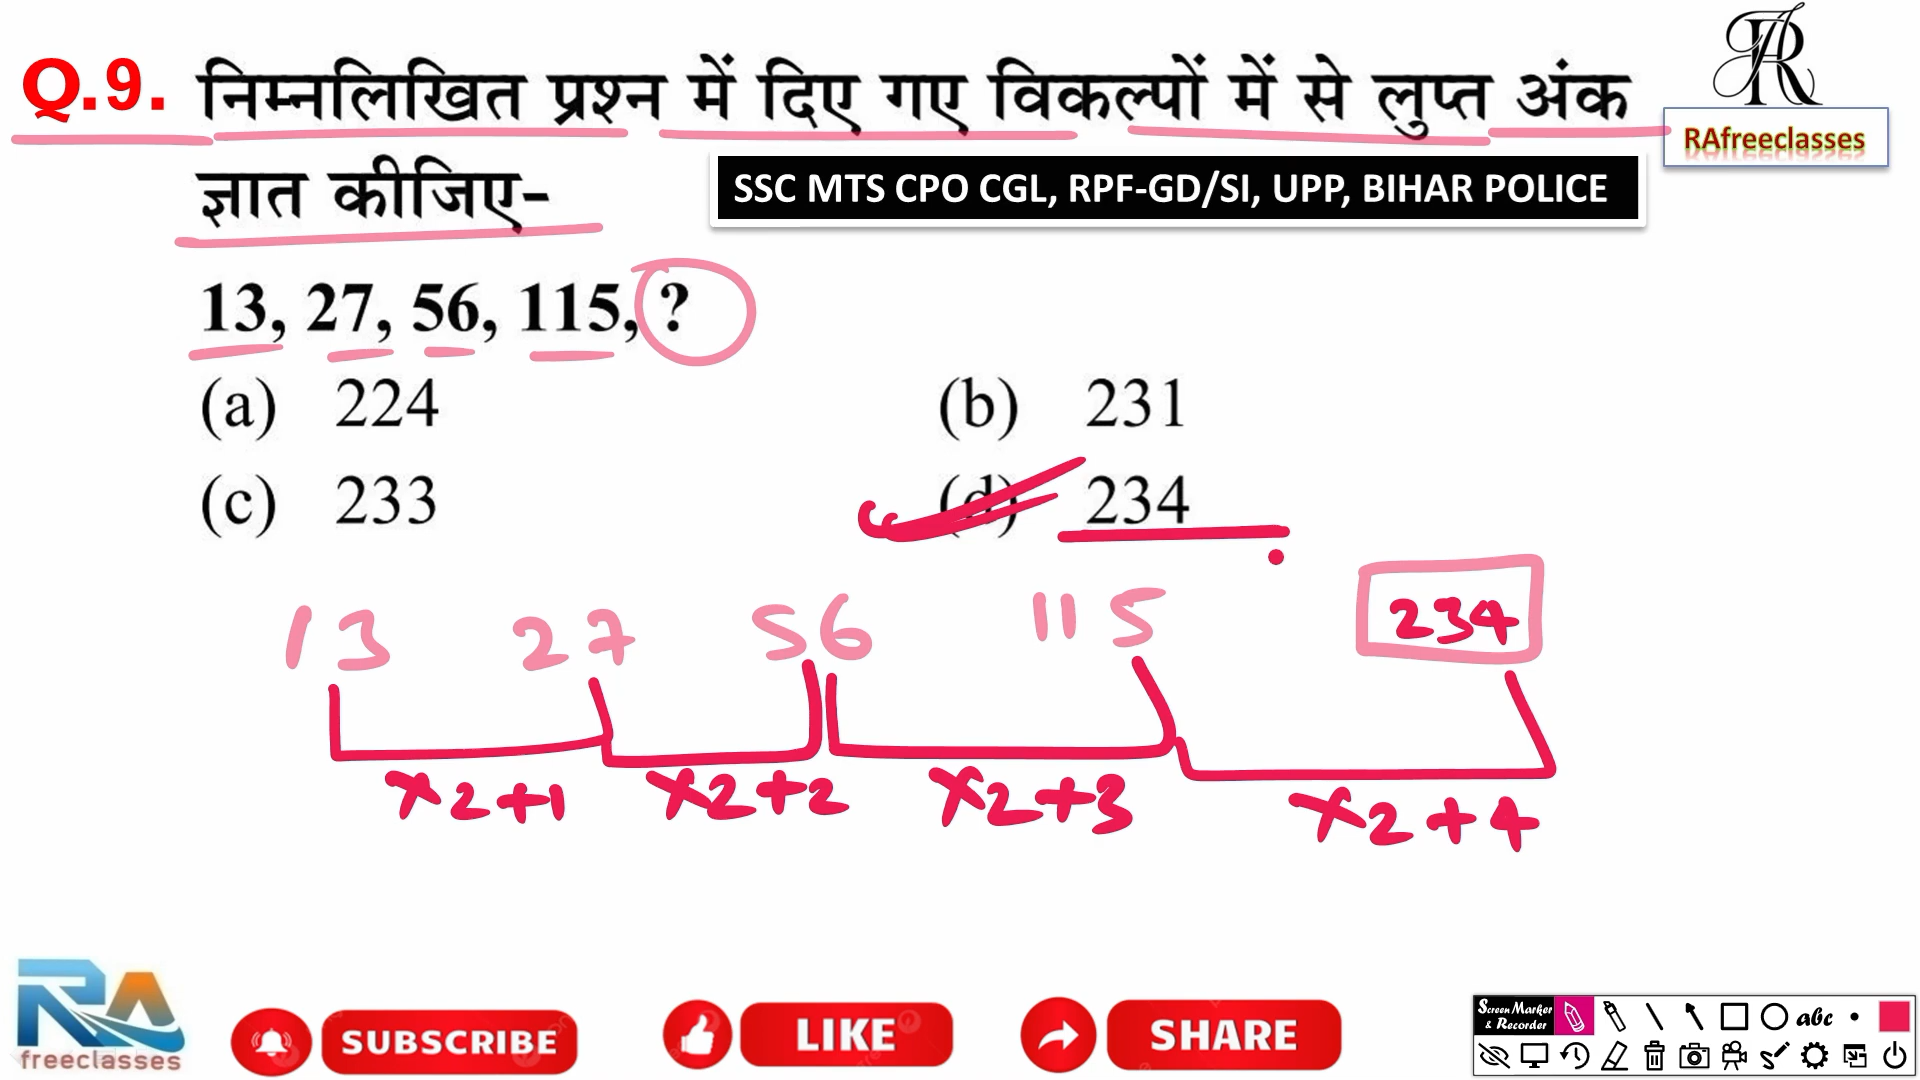 Q.9. निम्नलिखित प्रश्न में दिए गए विकल्पों में से लुप्त अंक
RAfreeclasses
ज्ञात कीजिए-
SSC MTS CPO CGL, RPF-GD/SI, UPP, BIHAR POLICE
13, 27, 56, 115, ?
(a) 224 (b) 231
(c) 233 (d) 234
13 27 56 115 234
×2+1 ×2+2 ×2+3 ×2+4
RA
freeclasses
SUBSCRIBE
LIKE
SHARE
Screen Marker
& Recorder
abc